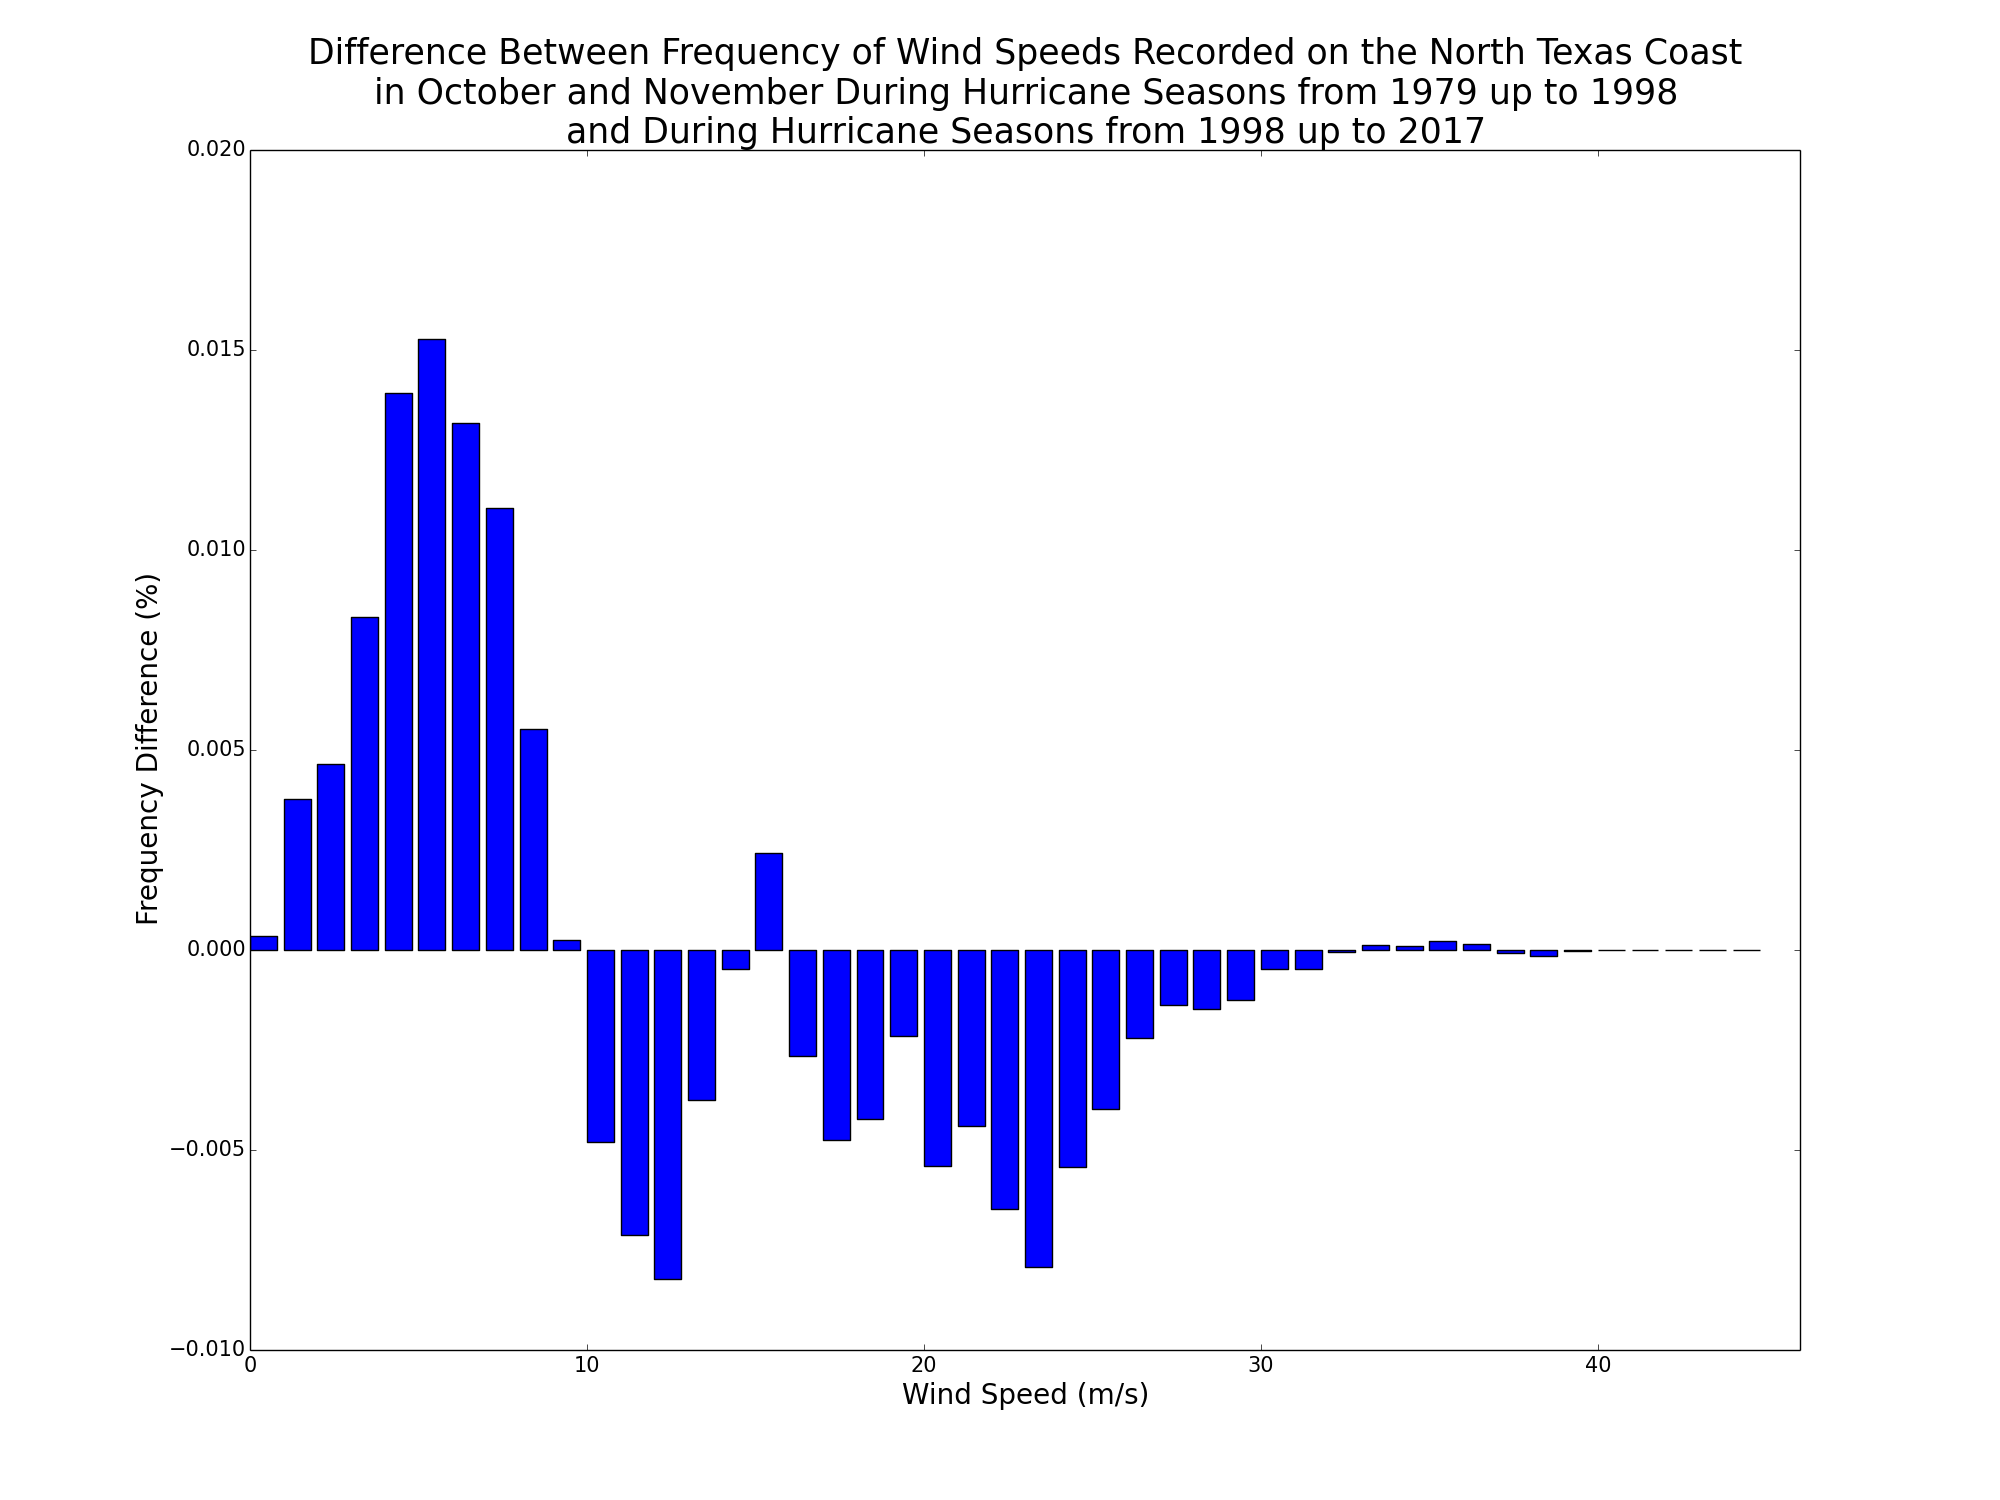 Difference Between Frequency of Wind Speeds Recorded on the North Texas Coast
in October and November During Hurricane Seasons from 1979 up to 1998
and During Hurricane Seasons from 1998 up to 2017
0.020
0.015
0.010
0.005
0.000
−0.005
−0.010
Frequency Difference (%)
0 10 20 30 40
Wind Speed (m/s)